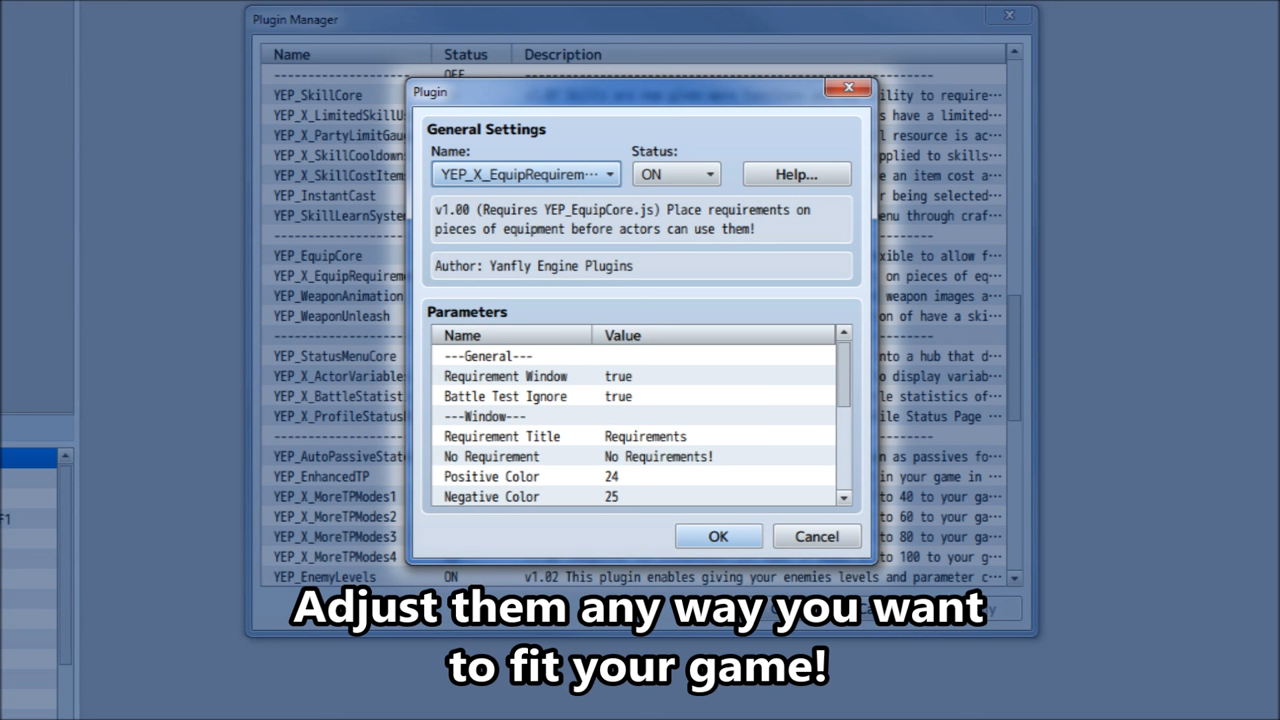 Plugin Manager
Name Status Description
------------------------ OFF
YEP_SkillCore ility to require···
YEP_X_LimitedSkillU s have a limited···
YEP_X_PartyLimitGau l resource is ac···
YEP_X_SkillCooldown pplied to skills···
YEP_X_SkillCostItem e an item cost a···
YEP_InstantCast r being selected···
YEP_SkillLearnSyste nu through craf···
YEP_EquipCore xible to allow f···
YEP_X_EquipRequirem on pieces of eq···
YEP_WeaponAnimation weapon images a···
YEP_WeaponUnleash on of have a ski···
YEP_StatusMenuCore nto a hub that d···
YEP_X_ActorVariable o display variab···
YEP_X_BattleStatist le statistics of
YEP_X_ProfileStatus ile Status Page ···
YEP_AutoPassiveState n as passives fo···
YEP_EnhancedTP in your game in ···
YEP_X_MoreTPModes1 to 40 to your ga···
YEP_X_MoreTPModes2 to 60 to your ga···
YEP_X_MoreTPModes3 to 80 to your ga···
YEP_X_MoreTPModes4 to 100 to your g···
YEP_EnemyLevels ON v1.02 This plugin enables giving your enemies levels and parameter c···
F1
Plugin
General Settings
Name: Status:
YEP_X_EquipRequirem··· ON Help...
v1.00 (Requires YEP_EquipCore.js) Place requirements on
pieces of equipment before actors can use them!
Author: Yanfly Engine Plugins
Parameters
Name Value
---General---
Requirement Window true
Battle Test Ignore true
---Window---
Requirement Title Requirements
No Requirement No Requirements!
Positive Color 24
Negative Color 25
OK Cancel
Adjust them any way you want
to fit your game!